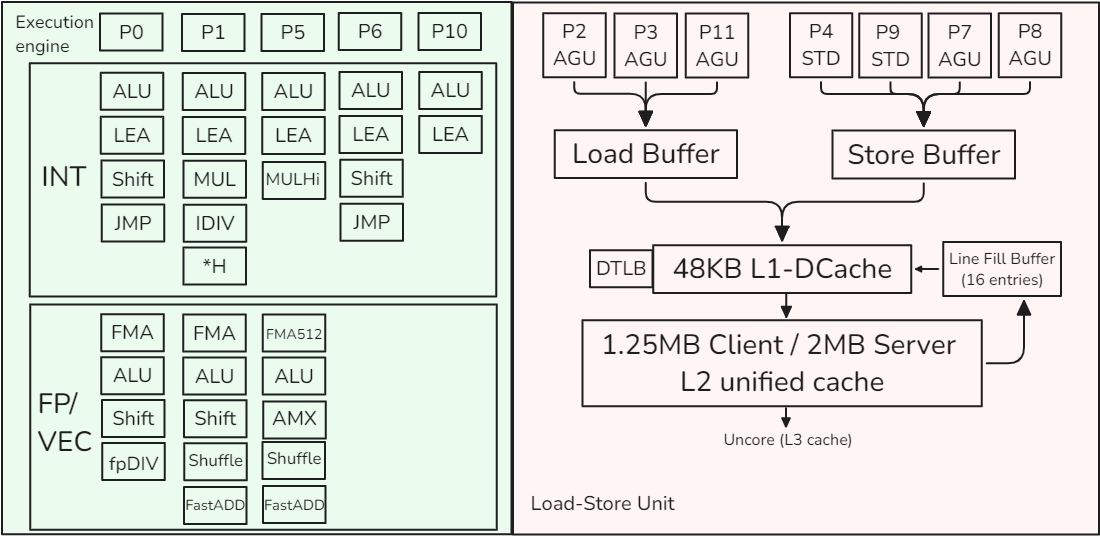 Execution
engine
P0
P1
P5
P6
P10
INT
ALU
ALU
ALU
ALU
ALU
LEA
LEA
LEA
LEA
LEA
Shift
MUL
MULHi
Shift
JMP
IDIV
JMP
*H
FP/
VEC
FMA
FMA
FMA512
ALU
ALU
ALU
Shift
Shift
AMX
fpDIV
Shuffle
Shuffle
FastADD
FastADD
P2
AGU
P3
AGU
P11
AGU
P4
STD
P9
STD
P7
AGU
P8
AGU
Load Buffer
Store Buffer
DTLB
48KB L1-DCache
Line Fill Buffer
(16 entries)
1.25MB Client / 2MB Server
L2 unified cache
Uncore (L3 cache)
Load-Store Unit